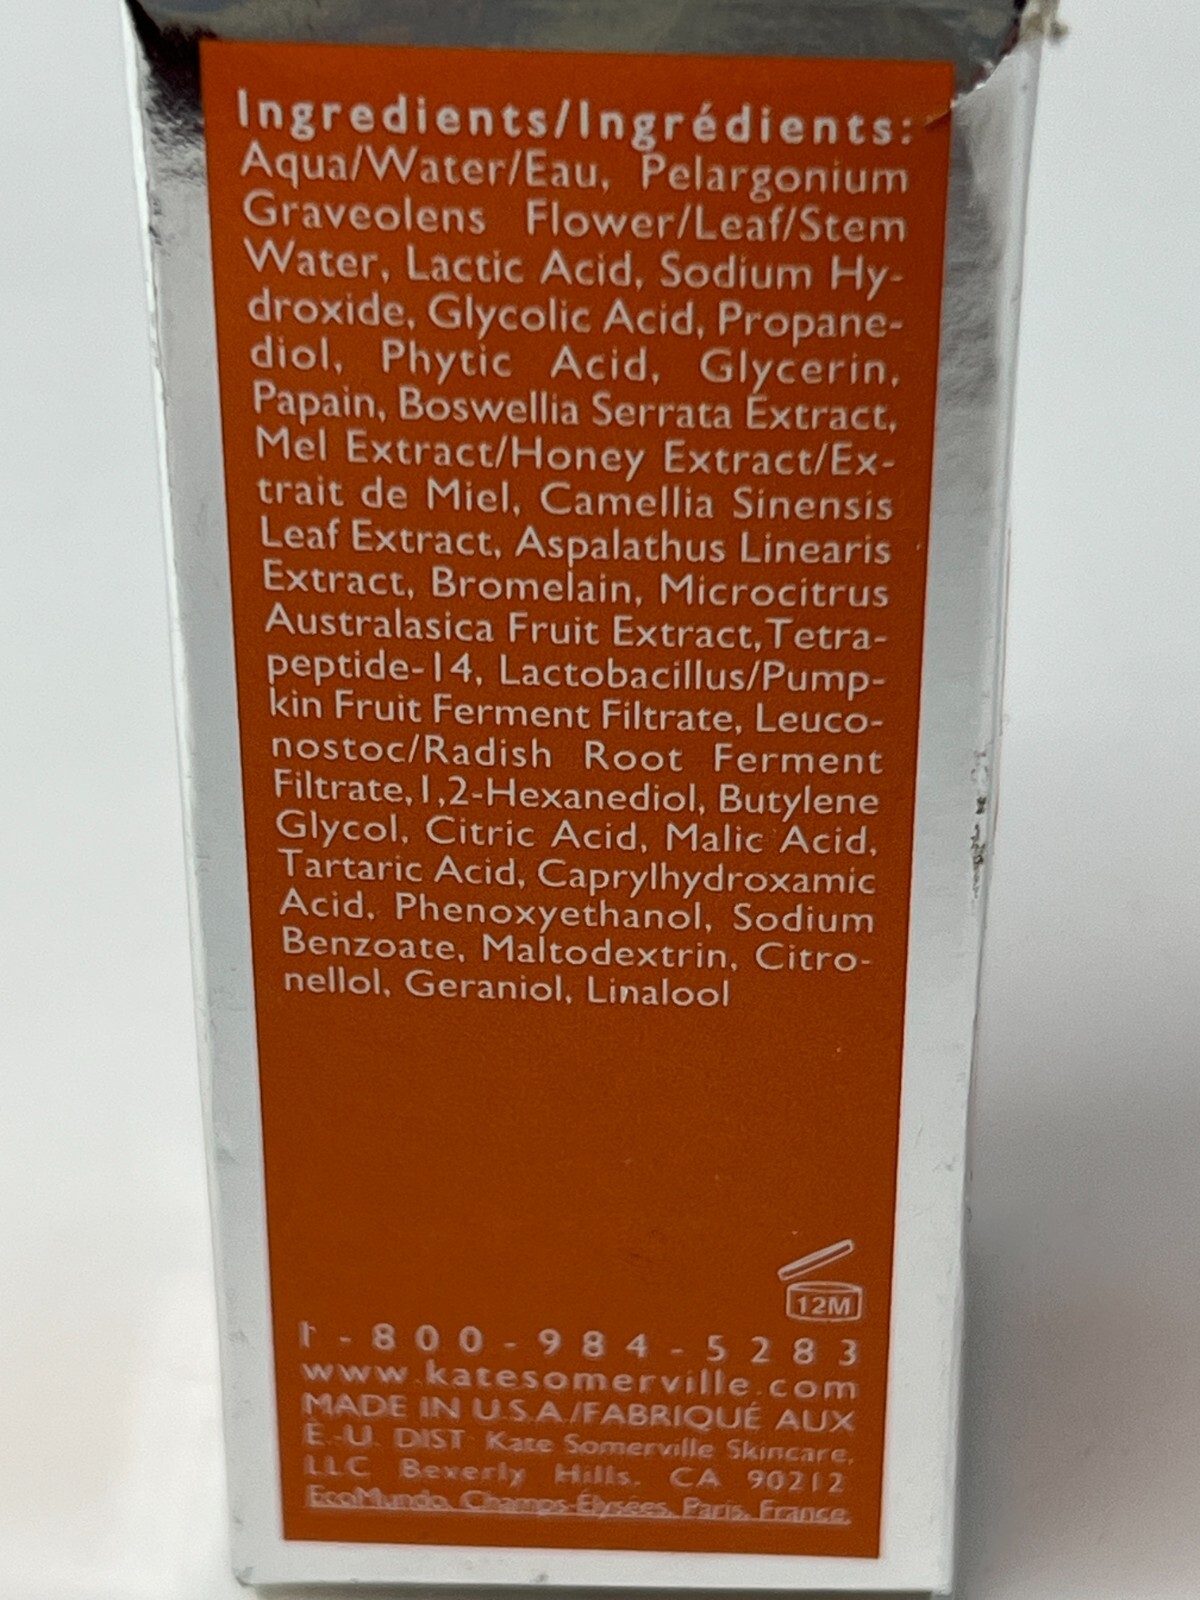 Ingredients/Ingrédients:
Aqua/Water/Eau, Pelargonium
Graveolens Flower/Leaf/Stem
Water, Lactic Acid, Sodium Hy-
droxide, Glycolic Acid, Propane-
diol, Phytic Acid, Glycerin,
Papain, Boswellia Serrata Extract,
Mel Extract/Honey Extract/Ex-
trait de Miel, Camellia Sinensis
Leaf Extract, Aspalathus Linearis
Extract, Bromelain, Microcitrus
Australasica Fruit Extract,Tetra-
peptide-14, Lactobacillus/Pump-
kin Fruit Ferment Filtrate, Leuco-
nostoc/Radish Root Ferment
Filtrate,1,2-Hexanediol, Butylene
Glycol, Citric Acid, Malic Acid,
Tartaric Acid, Caprylhydroxamic
Acid, Phenoxyethanol, Sodium
Benzoate, Maltodextrin, Citro-
nellol, Geraniol, Linalool
12M
1-800-984-5283
www.katesomerville.com
MADE IN U.S.A./FABRIQUÉ AUX
É.-U. DIST Kate Somerville Skincare,
LLC Beverly Hills, CA 90212
EcoMundo, Champs-Élysées, Paris, France.